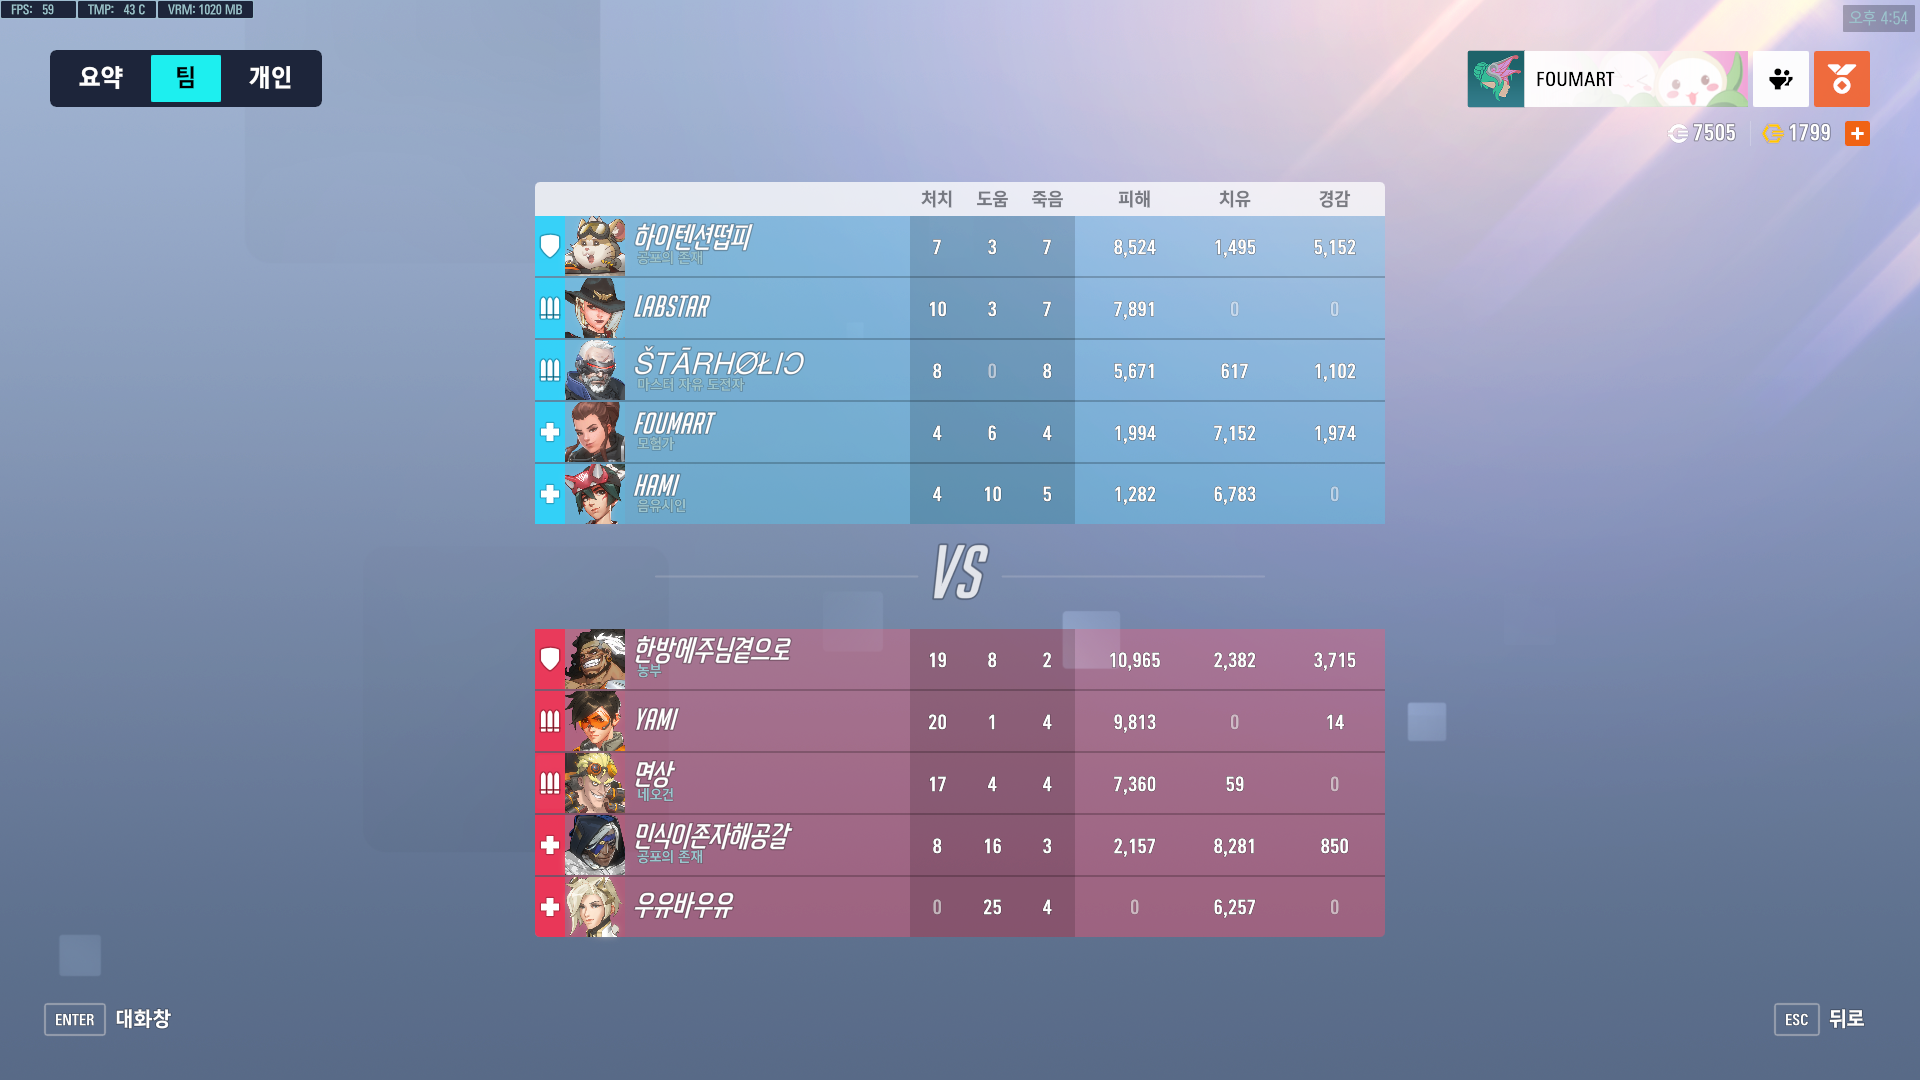 FPS: 59 TMP: 43 C VRM: 1020 MB
오후 4:54
요약 팀 개인
FOUMART
7505 1799 +
처치 도움 죽음 피해 치유 경감
하이텐션떱피 7 3 7 8,524 1,495 5,152
공포의 존재
LABSTAR 10 3 7 7,891 0 0
ŠTĀRHØŁIƆ 8 0 8 5,671 617 1,102
마스터 자유 도전자
FOUMART 4 6 4 1,994 7,152 1,974
모험가
HAMI 4 10 5 1,282 6,783 0
음유시인
VS
한방에주님곁으로 19 8 2 10,965 2,382 3,715
농부
YAMI 20 1 4 9,813 0 14
면상 17 4 4 7,360 59 0
네오건
민식이존자해공갈 8 16 3 2,157 8,281 850
공포의 존재
우유바우유 0 25 4 0 6,257 0
ENTER 대화창
ESC 뒤로